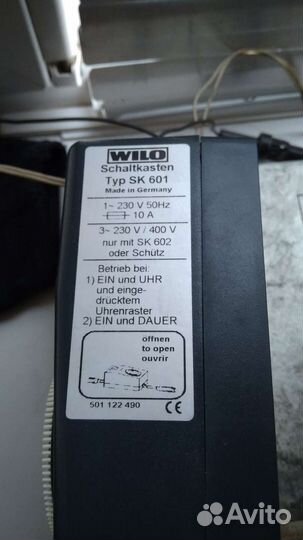 WILO
Schaltkasten
Typ SK 601
Made in Germany
1~ 230 V 50Hz
10 A
3~ 230 V / 400 V
nur mit SK 602
oder Schütz
Betrieb bei:
1) EIN und UHR
und einge-
drücktem
Uhrenraster
2) EIN und DAUER
öffnen
to open
ouvrir
501 122 490
CE
Avito